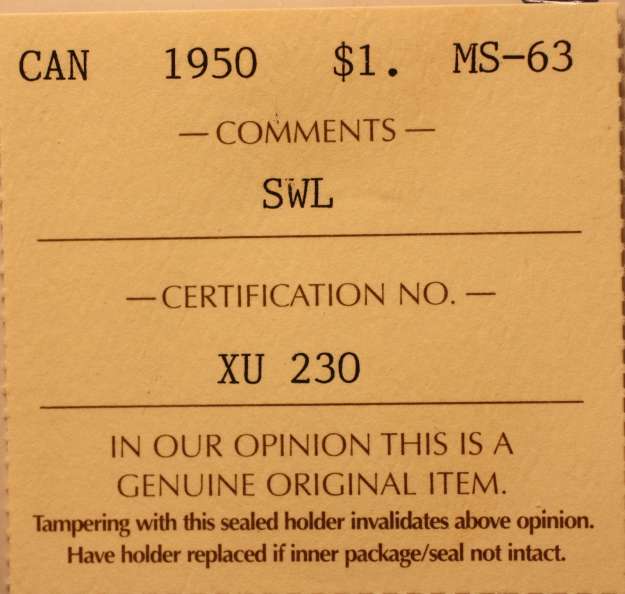 CAN 1950 $1. MS-63
— COMMENTS —
SWL
— CERTIFICATION NO. —
XU 230
IN OUR OPINION THIS IS A
GENUINE ORIGINAL ITEM.
Tampering with this sealed holder invalidates above opinion.
Have holder replaced if inner package/seal not intact.